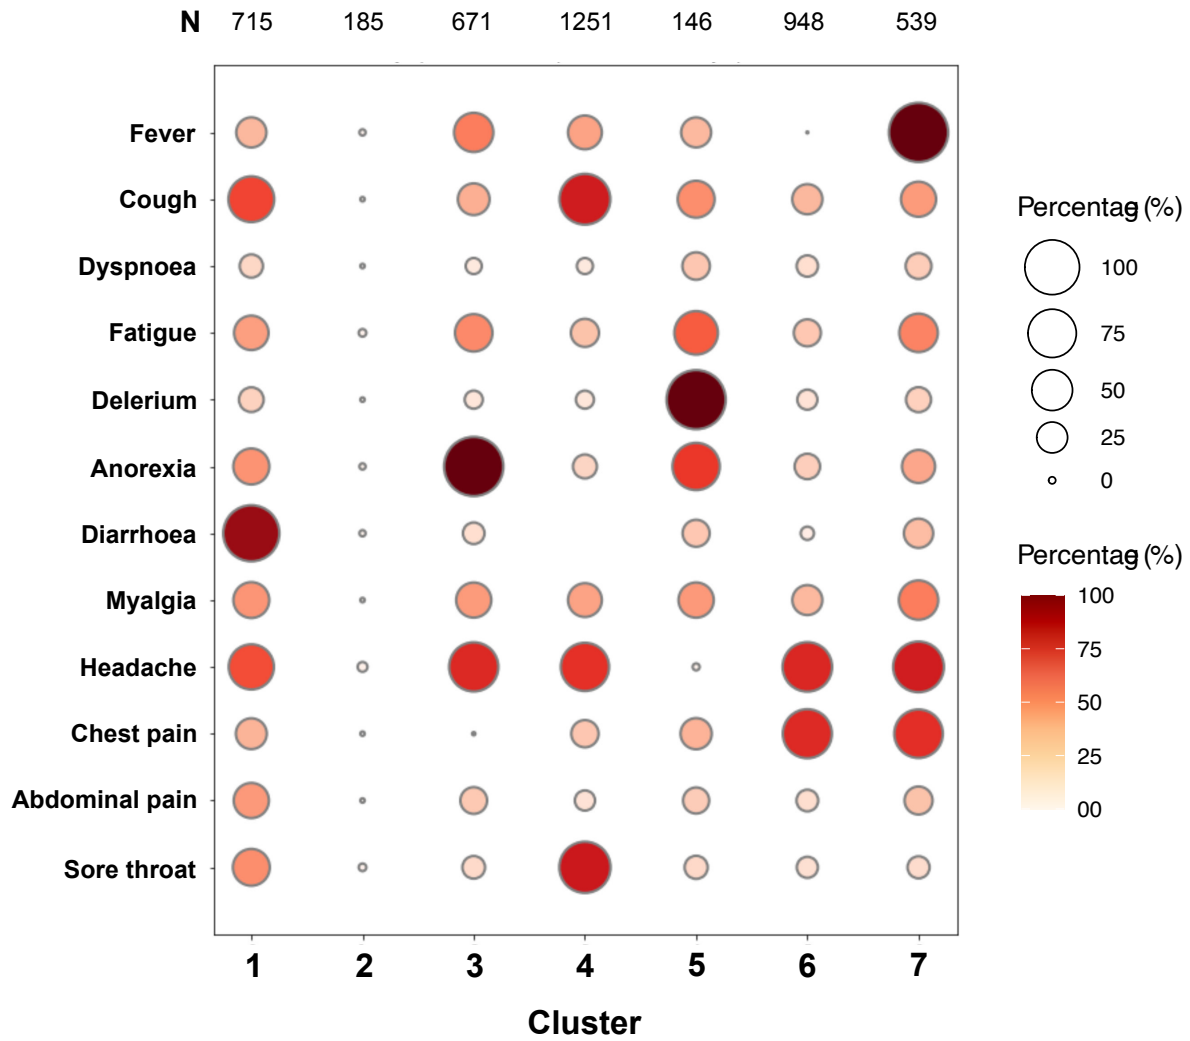 N 715 185 671 1251 146 948 539
Fever
Cough
Dyspnoea
Fatigue
Delerium
Anorexia
Diarrhoea
Myalgia
Headache
Chest pain
Abdominal pain
Sore throat
1 2 3 4 5 6 7
Cluster
Percentage (%)
100
75
50
25
0
Percentage (%)
100
75
50
25
00